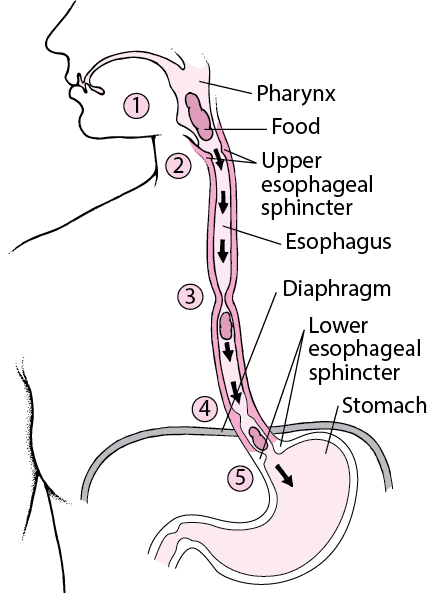 Pharynx
1
Food
2
Upper
esophageal
sphincter
Esophagus
3
Diaphragm
Lower
esophageal
sphincter
4
Stomach
5